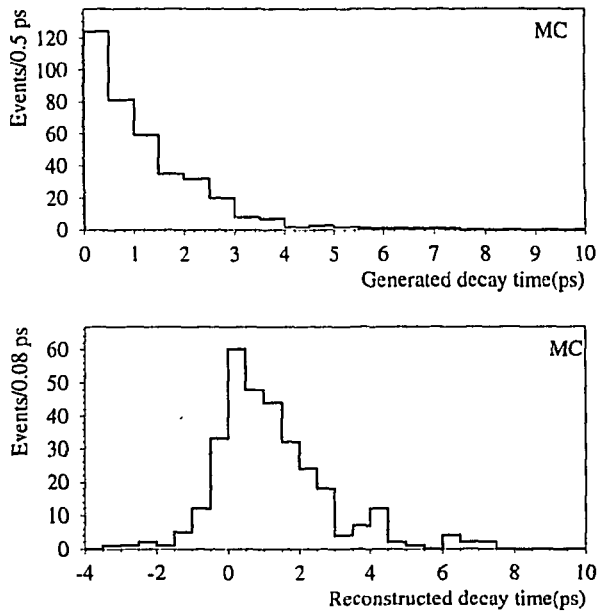 MC
Events/0.5 ps
120
100
80
60
40
20
0
0 1 2 3 4 5 6 7 8 9 10
Generated decay time(ps)
MC
Events/0.08 ps
60
50
40
30
20
10
0
-4 -2 0 2 4 6 8 10
Reconstructed decay time(ps)